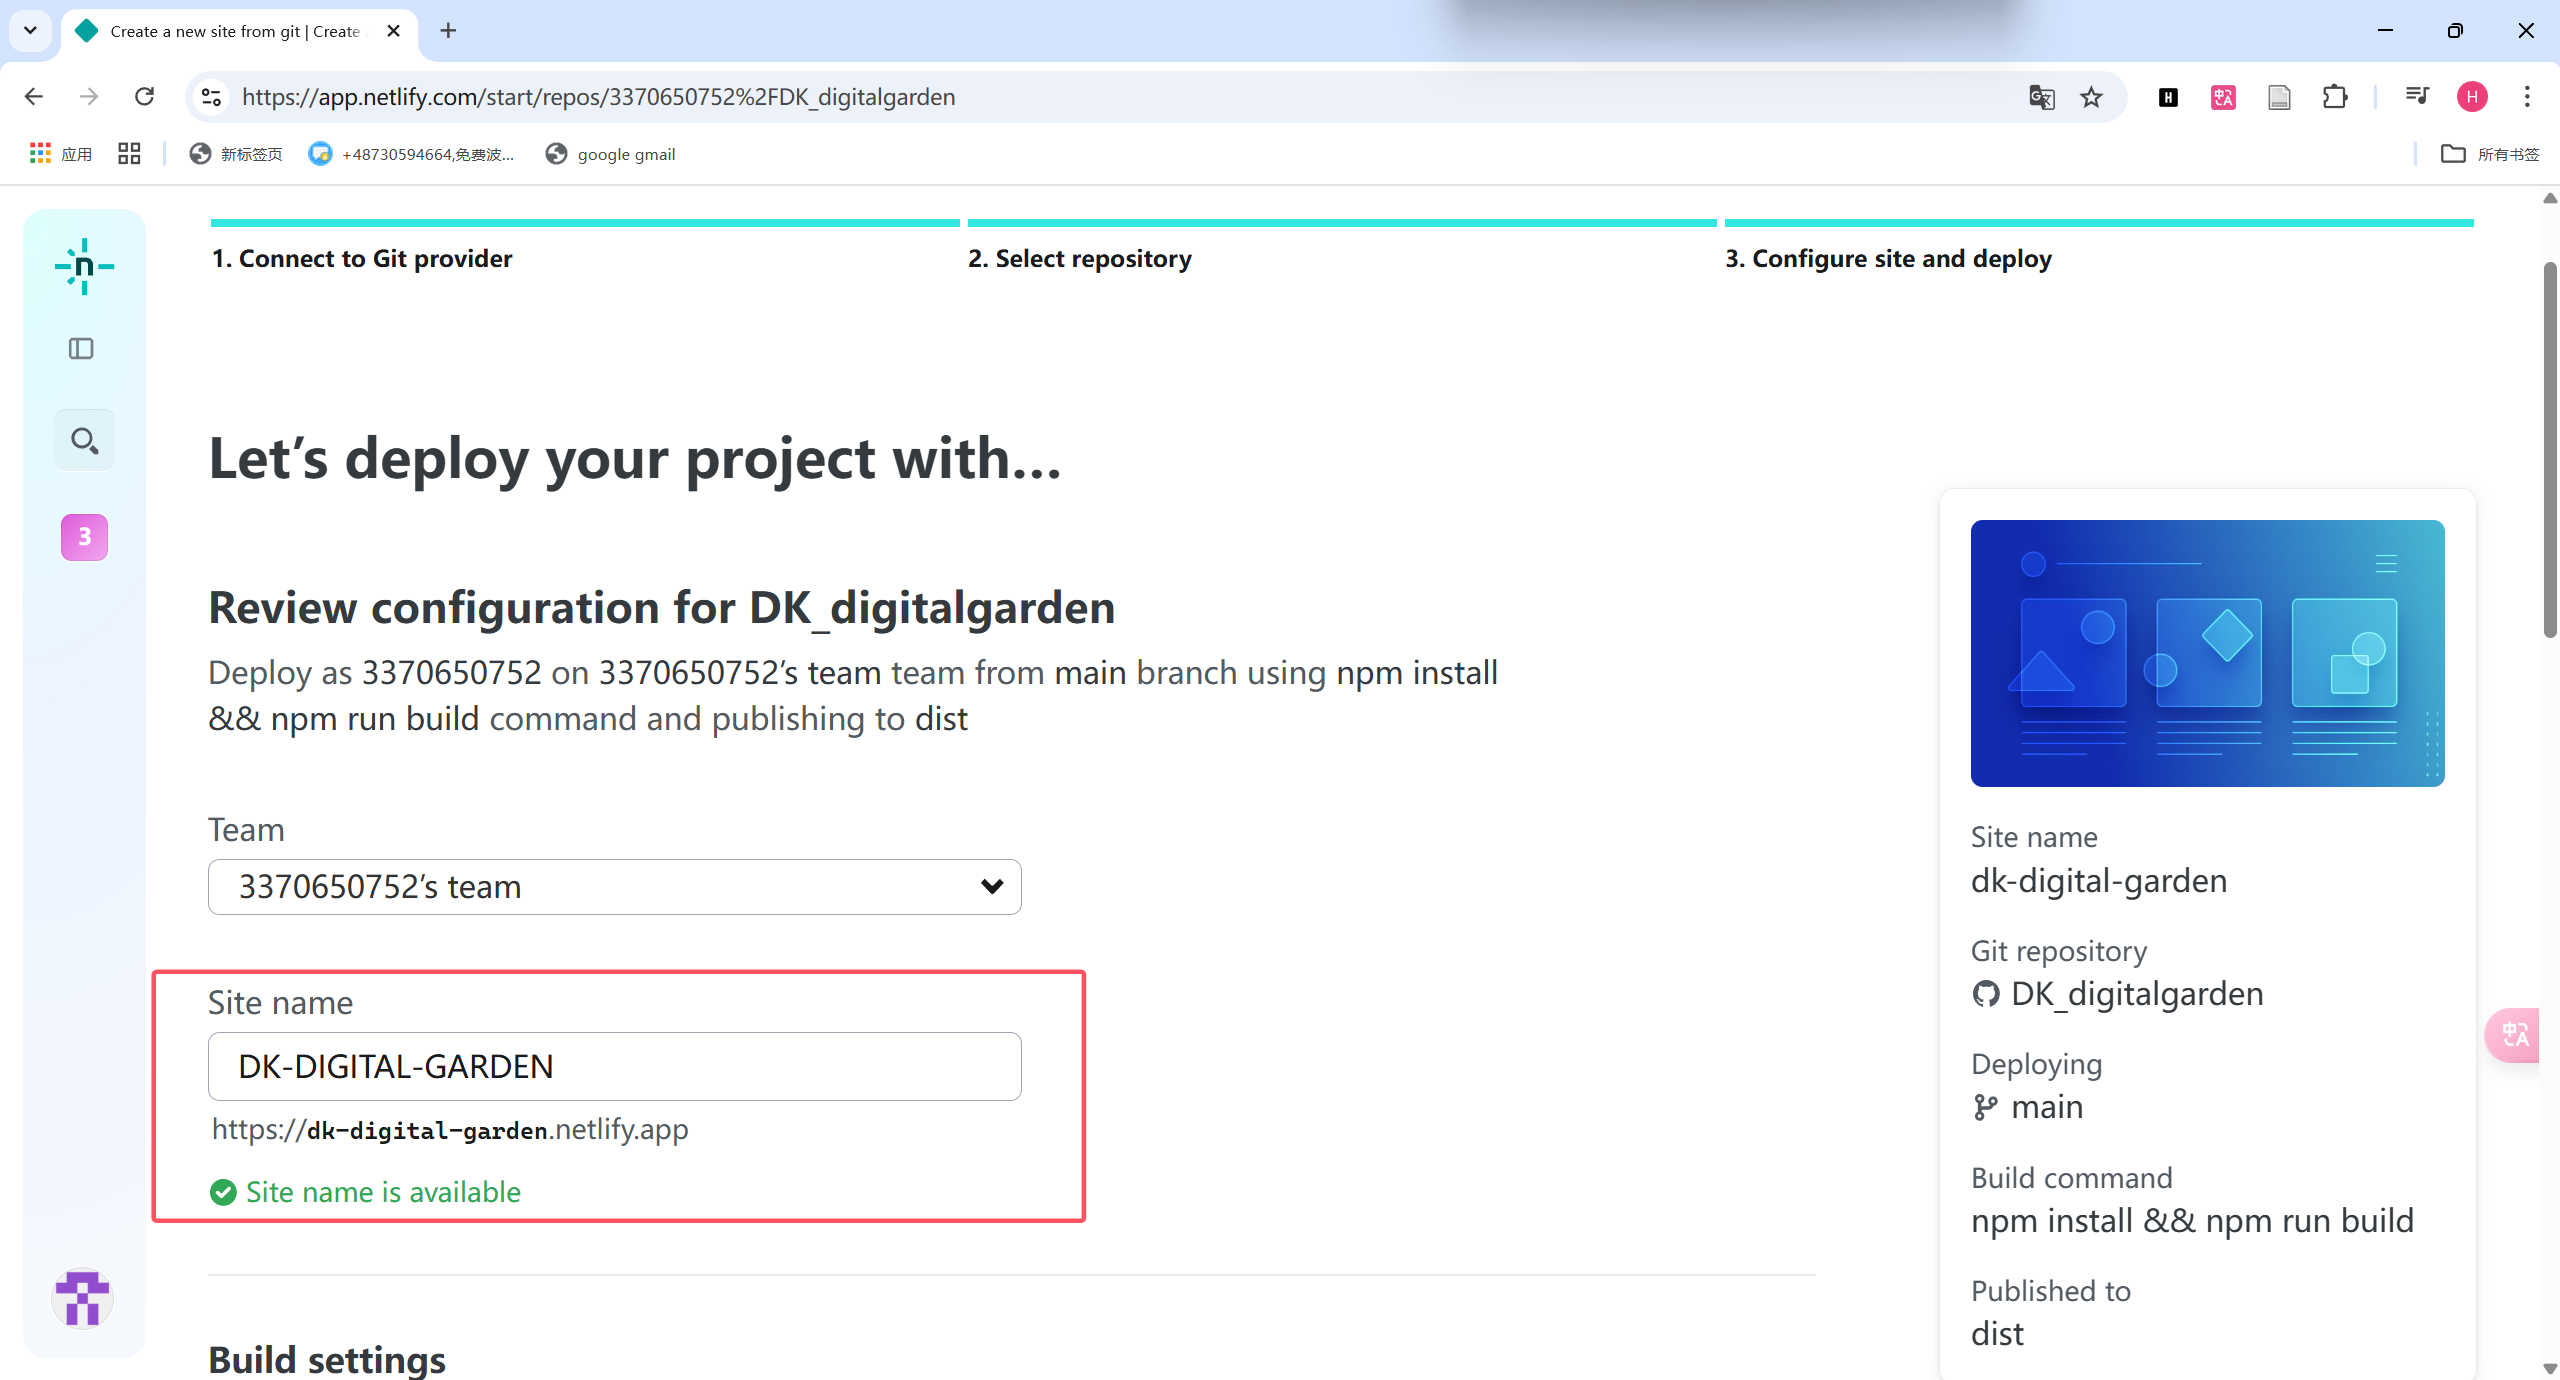 Create a new site from git | Create
https://app.netlify.com/start/repos/3370650752%2FDK_digitalgarden
H
中A
H
应用
新标签页
+48730594664,免费波...
google gmail
所有书签
1. Connect to Git provider
2. Select repository
3. Configure site and deploy
n
3
Let’s deploy your project with…
Review configuration for DK_digitalgarden
Deploy as 3370650752 on 3370650752’s team team from main branch using npm install
&& npm run build command and publishing to dist
Team
3370650752’s team
Site name
DK-DIGITAL-GARDEN
https://dk-digital-garden.netlify.app
Site name is available
Build settings
Site name
dk-digital-garden
Git repository
DK_digitalgarden
Deploying
main
Build command
npm install && npm run build
Published to
dist
中A